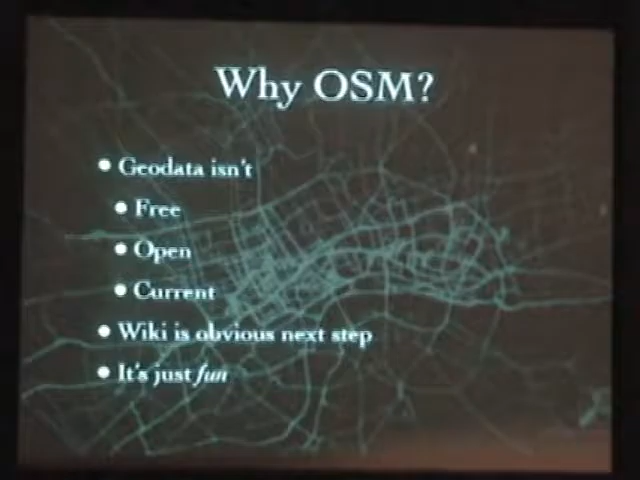 Why OSM?
Geodata isn't
Free
Open
Current
Wiki is obvious next step
It's just fun